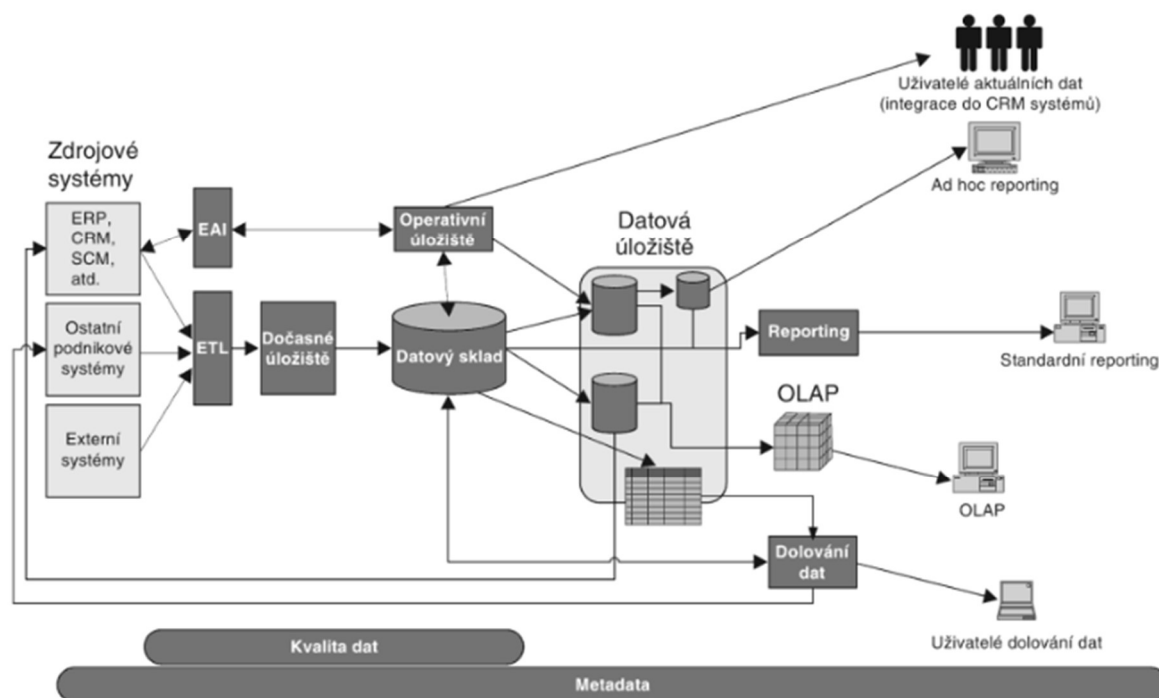 Uživatelé aktuálních dat
(integrace do CRM systémů)
Ad hoc reporting
Zdrojové
systémy
ERP,
CRM,
SCM,
atd.
EAI
Operativní
úložiště
Datová
úložiště
Ostatní
podnikové
systémy
ETL
Dočasné
úložiště
Datový sklad
Reporting
Standardní reporting
Externí
systémy
OLAP
OLAP
Dolování
dat
Uživatelé dolování dat
Kvalita dat
Metadata